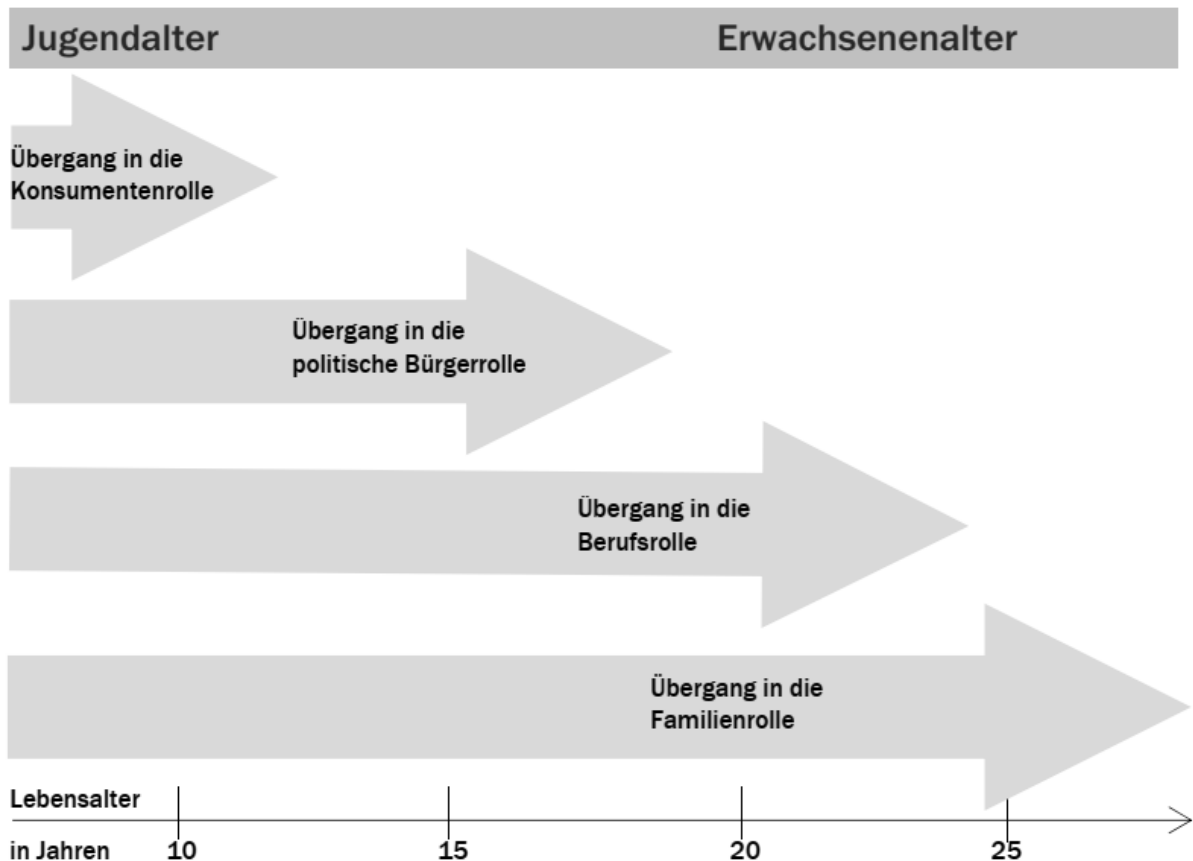 Jugendalter Erwachsenenalter
Übergang in die
Konsumentenrolle
Übergang in die
politische Bürgerrolle
Übergang in die
Berufsrolle
Übergang in die
Familienrolle
Lebensalter
in Jahren 10 15 20 25